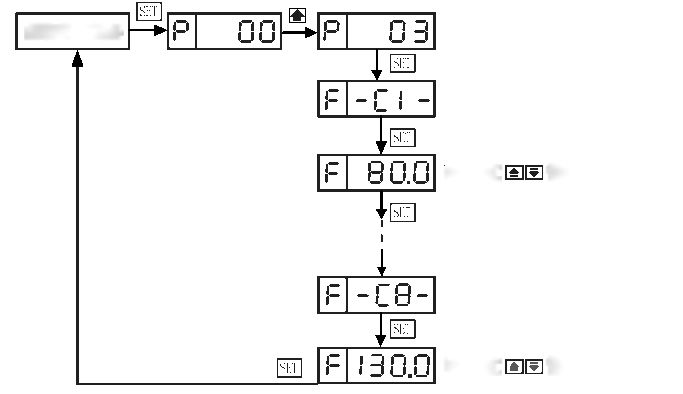 SET
P 00
P 03
SET
F -C1-
SET
F 80.0
SET
F -C8-
SET
F 130.0
SET